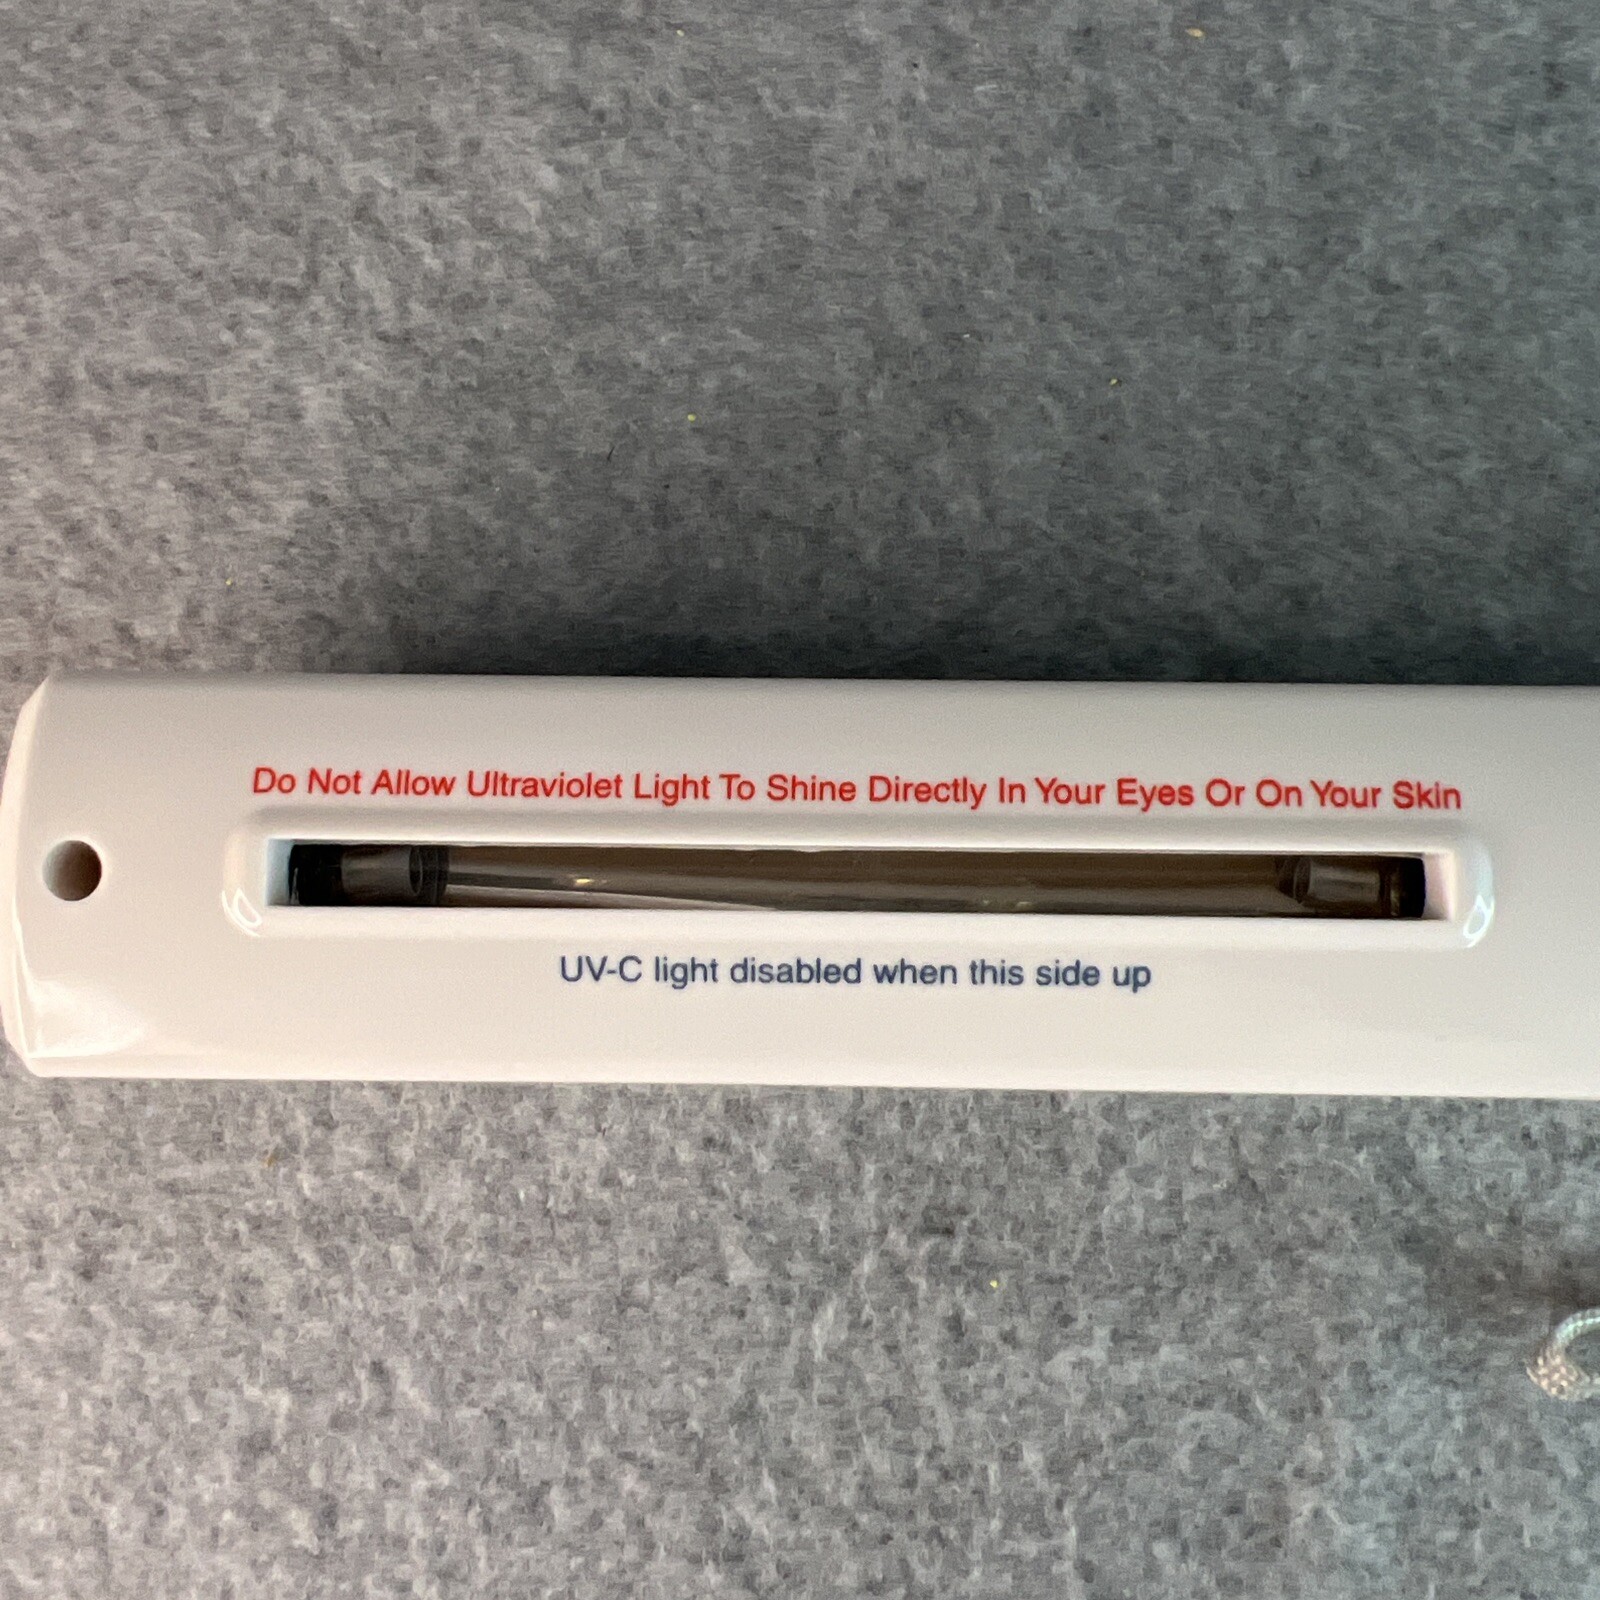 Do Not Allow Ultraviolet Light To Shine Directly In Your Eyes Or On Your Skin
UV-C light disabled when this side up